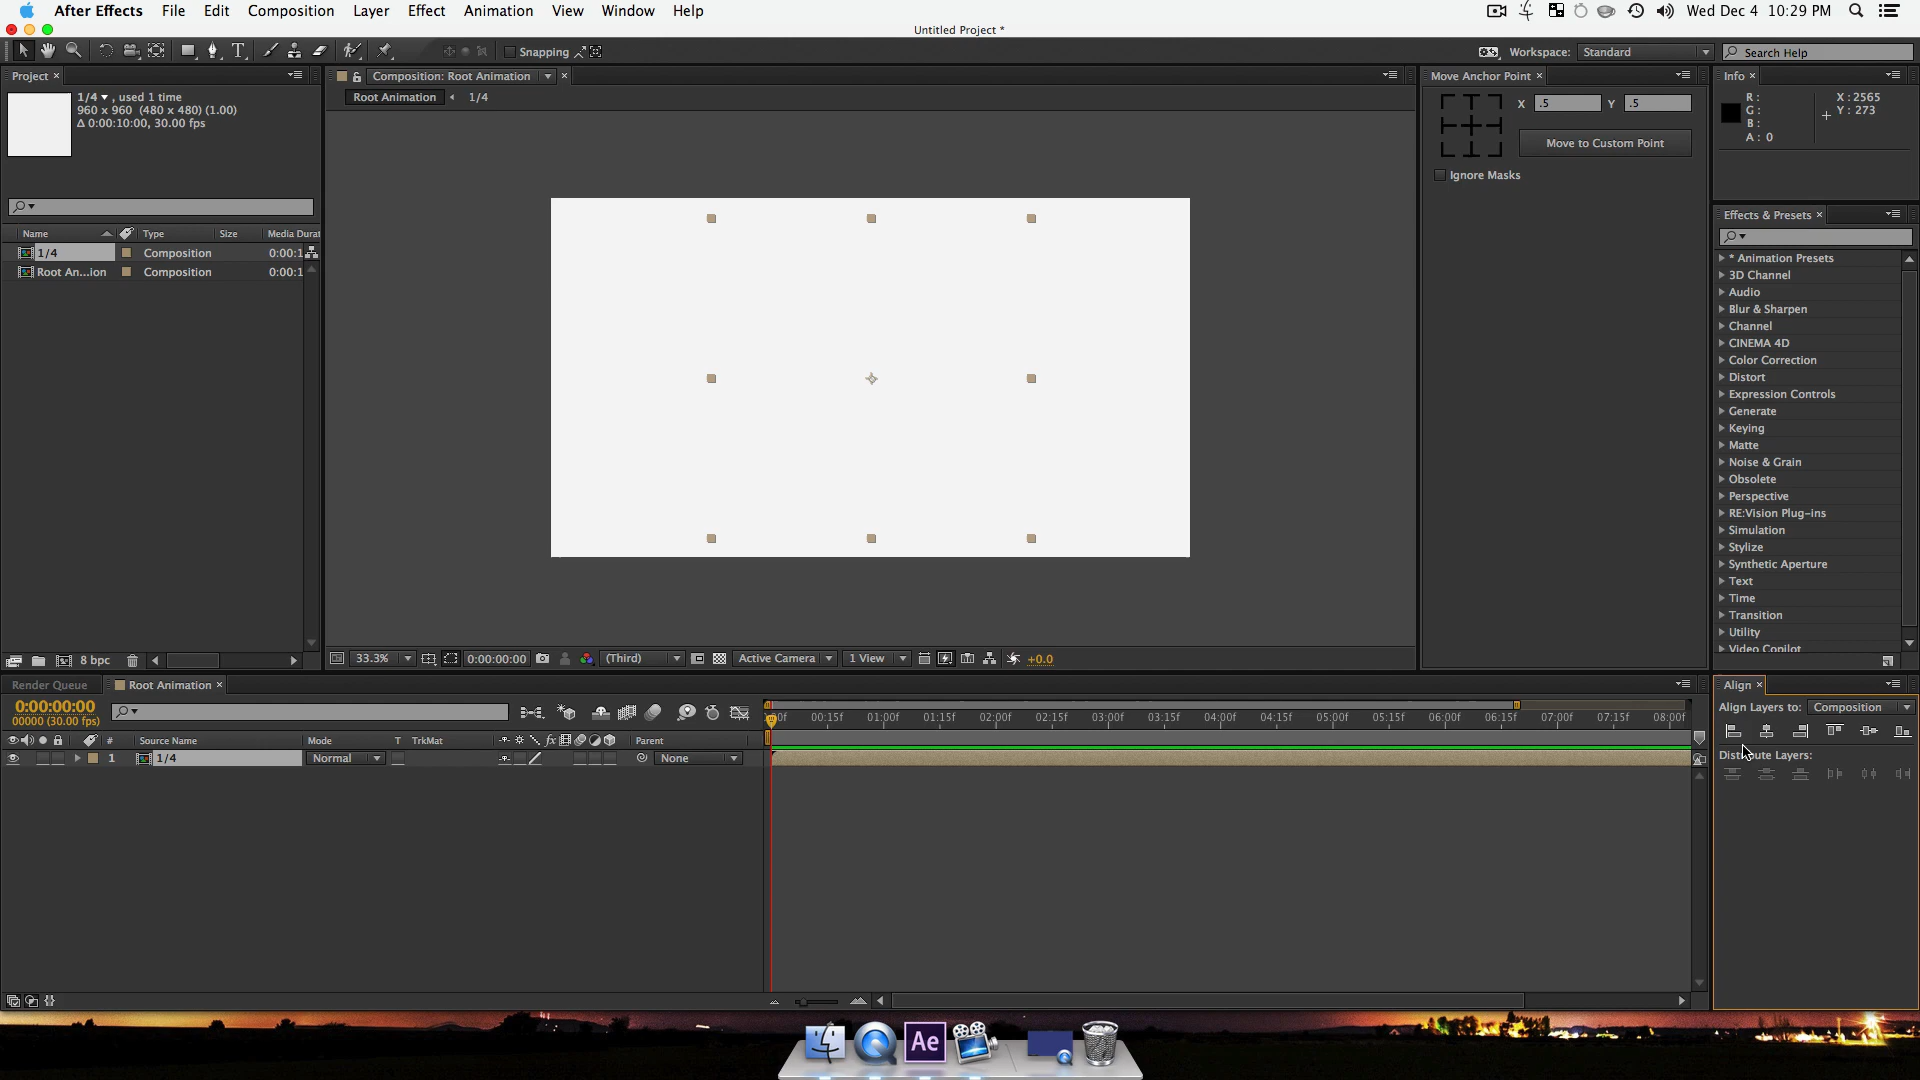 After Effects File Edit Composition Layer Effect Animation View Window Help Wed Dec 4 10:29 PM
Untitled Project *
Snapping Workspace: Standard Search Help
Project × Composition: Root Animation × Move Anchor Point × Info ×
1/4 , used 1 time
960 x 960 (480 x 480) (1.00)
Δ 0:00:10:00, 30.00 fps
Root Animation 1/4
X .5 Y .5
Move to Custom Point
Ignore Masks
R :
G :
B :
A : 0
X : 2565
Y : 273
Effects & Presets ×
Name Type Size Media Durat
1/4 Composition 0:00:1
Root An...ion Composition 0:00:1
* Animation Presets
3D Channel
Audio
Blur & Sharpen
Channel
CINEMA 4D
Color Correction
Distort
Expression Controls
Generate
Keying
Matte
Noise & Grain
Obsolete
Perspective
RE:Vision Plug-ins
Simulation
Stylize
Synthetic Aperture
Text
Time
Transition
Utility
Video Copilot
8 bpc
33.3% 0:00:00:00 (Third) Active Camera 1 View +0.0
Render Queue Root Animation × Align ×
0:00:00:00
00000 (30.00 fps)
Align Layers to: Composition
00:15f 01:00f 01:15f 02:00f 02:15f 03:00f 03:15f 04:00f 04:15f 05:00f 05:15f 06:00f 06:15f 07:00f 07:15f 08:00f
# Source Name Mode T TrkMat fx Parent
1 1/4 Normal None
Distribute Layers:
Ae